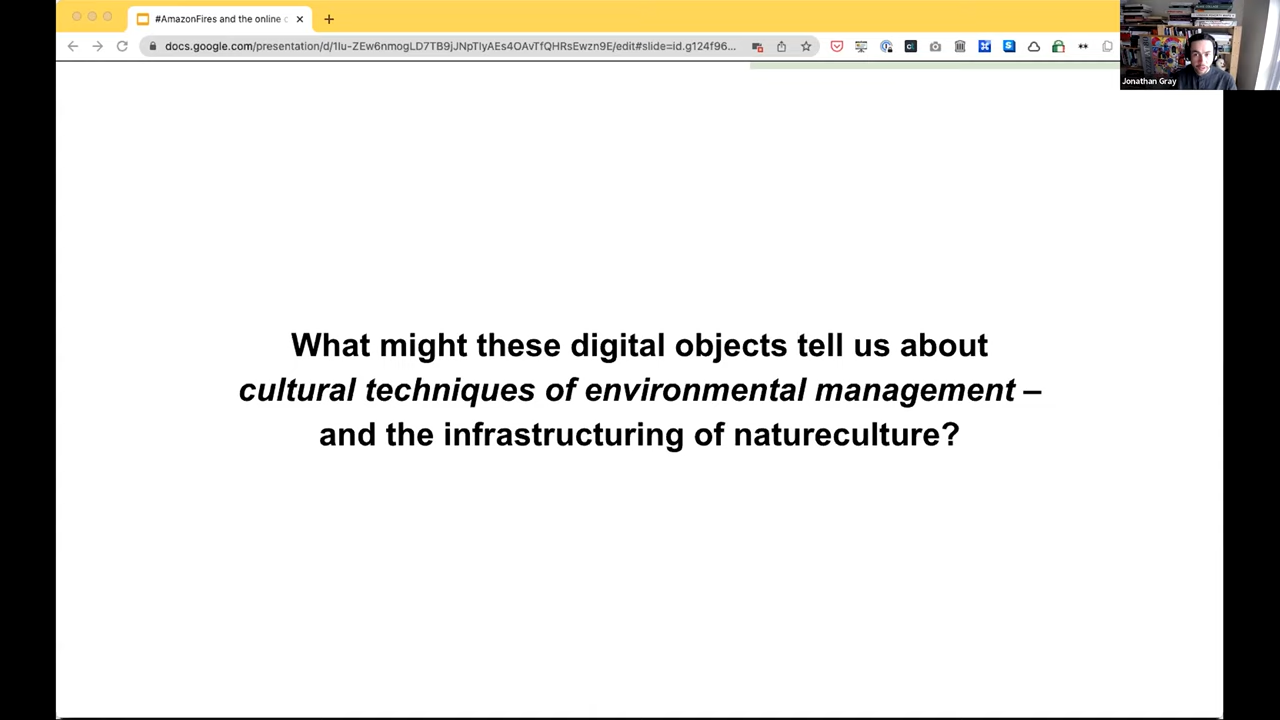 #AmazonFires and the online c
docs.google.com/presentation/d/1Iu-ZEw6nmogLD7TB9jJNpTIyAEs4OAvTfQHRsEwzn9E/edit#slide=id.g124f96...
Jonathan Gray
What might these digital objects tell us about
cultural techniques of environmental management –
and the infrastructuring of natureculture?